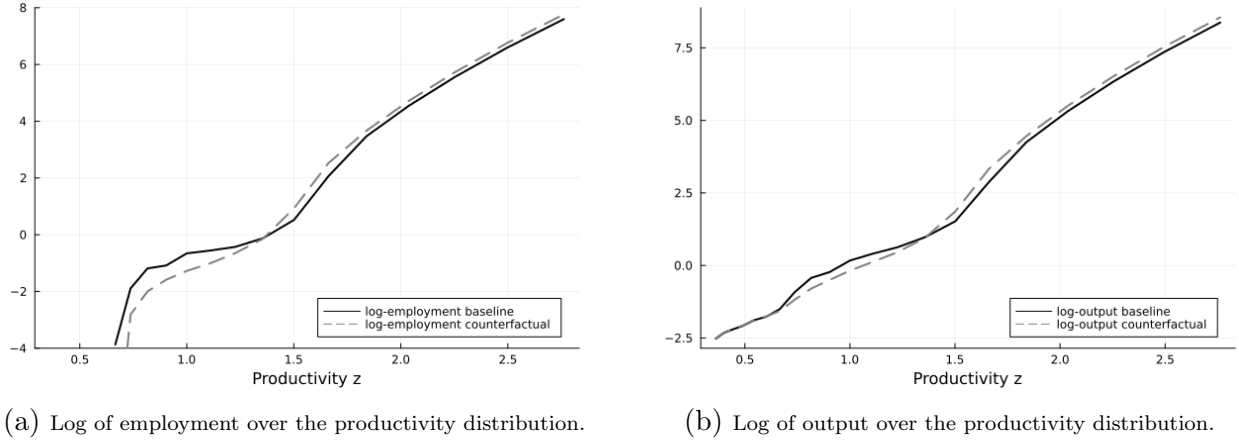 8
6
4
2
0
−2
−4
0.5 1.0 1.5 2.0 2.5
Productivity z
log-employment baseline
log-employment counterfactual
(a) Log of employment over the productivity distribution.
7.5
5.0
2.5
0.0
−2.5
0.5 1.0 1.5 2.0 2.5
Productivity z
log-output baseline
log-output counterfactual
(b) Log of output over the productivity distribution.